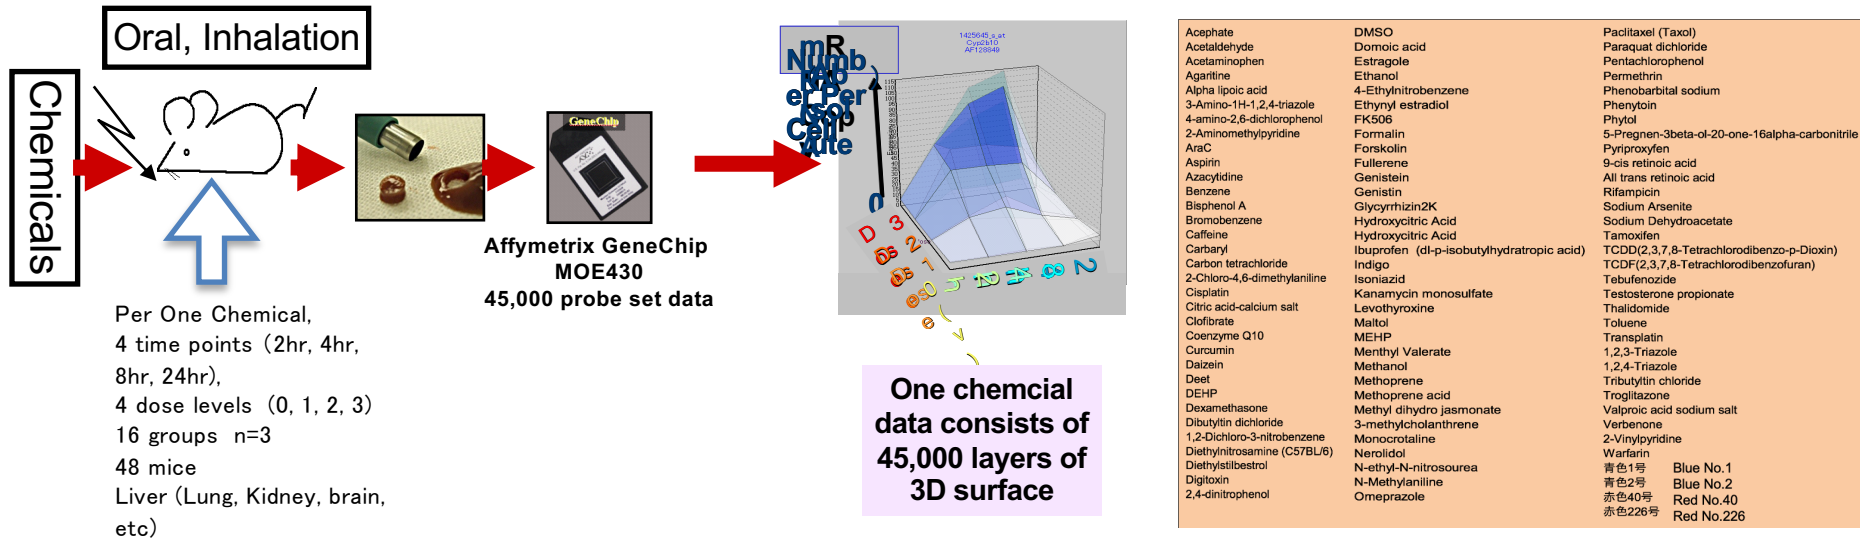 Oral, Inhalation
Chemicals
Per One Chemical,
4 time points (2hr, 4hr,
8hr, 24hr),
4 dose levels (0, 1, 2, 3)
16 groups n=3
48 mice
Liver (Lung, Kidney, brain,
etc)
GeneChip
Affymetrix GeneChip
MOE430
45,000 probe set data
1425645_s_at
Cyp2b10
AF128849
One chemcial
data consists of
45,000 layers of
3D surface
Acephate
Acetaldehyde
Acetaminophen
Agaritine
Alpha lipoic acid
3-Amino-1H-1,2,4-triazole
4-amino-2,6-dichlorophenol
2-Aminomethylpyridine
AraC
Aspirin
Azacytidine
Benzene
Bisphenol A
Bromobenzene
Caffeine
Carbaryl
Carbon tetrachloride
2-Chloro-4,6-dimethylaniline
Cisplatin
Citric acid-calcium salt
Clofibrate
Coenzyme Q10
Curcumin
Daizein
Deet
DEHP
Dexamethasone
Dibutyltin dichloride
1,2-Dichloro-3-nitrobenzene
Diethylnitrosamine (C57BL/6)
Diethylstilbestrol
Digitoxin
2,4-dinitrophenol
DMSO
Domoic acid
Estragole
Ethanol
4-Ethylnitrobenzene
Ethynyl estradiol
FK506
Formalin
Forskolin
Fullerene
Genistein
Genistin
Glycyrrhizin2K
Hydroxycitric Acid
Hydroxycitric Acid
Ibuprofen (dl-p-isobutylhydratropic acid)
Indigo
Isoniazid
Kanamycin monosulfate
Levothyroxine
Maltol
MEHP
Menthyl Valerate
Methanol
Methoprene
Methoprene acid
Methyl dihydro jasmonate
3-methylcholanthrene
Monocrotaline
Nerolidol
N-ethyl-N-nitrosourea
N-Methylaniline
Omeprazole
Paclitaxel (Taxol)
Paraquat dichloride
Pentachlorophenol
Permethrin
Phenobarbital sodium
Phenytoin
Phytol
5-Pregnen-3beta-ol-20-one-16alpha-carbonitrile
Pyriproxyfen
9-cis retinoic acid
All trans retinoic acid
Rifampicin
Sodium Arsenite
Sodium Dehydroacetate
Tamoxifen
TCDD(2,3,7,8-Tetrachlorodibenzo-p-Dioxin)
TCDF(2,3,7,8-Tetrachlorodibenzofuran)
Tebufenozide
Testosterone propionate
Thalidomide
Toluene
Transplatin
1,2,3-Triazole
1,2,4-Triazole
Tributyltin chloride
Troglitazone
Valproic acid sodium salt
Verbenone
2-Vinylpyridine
Warfarin
青色1号 Blue No.1
青色2号 Blue No.2
赤色40号 Red No.40
赤色226号 Red No.226